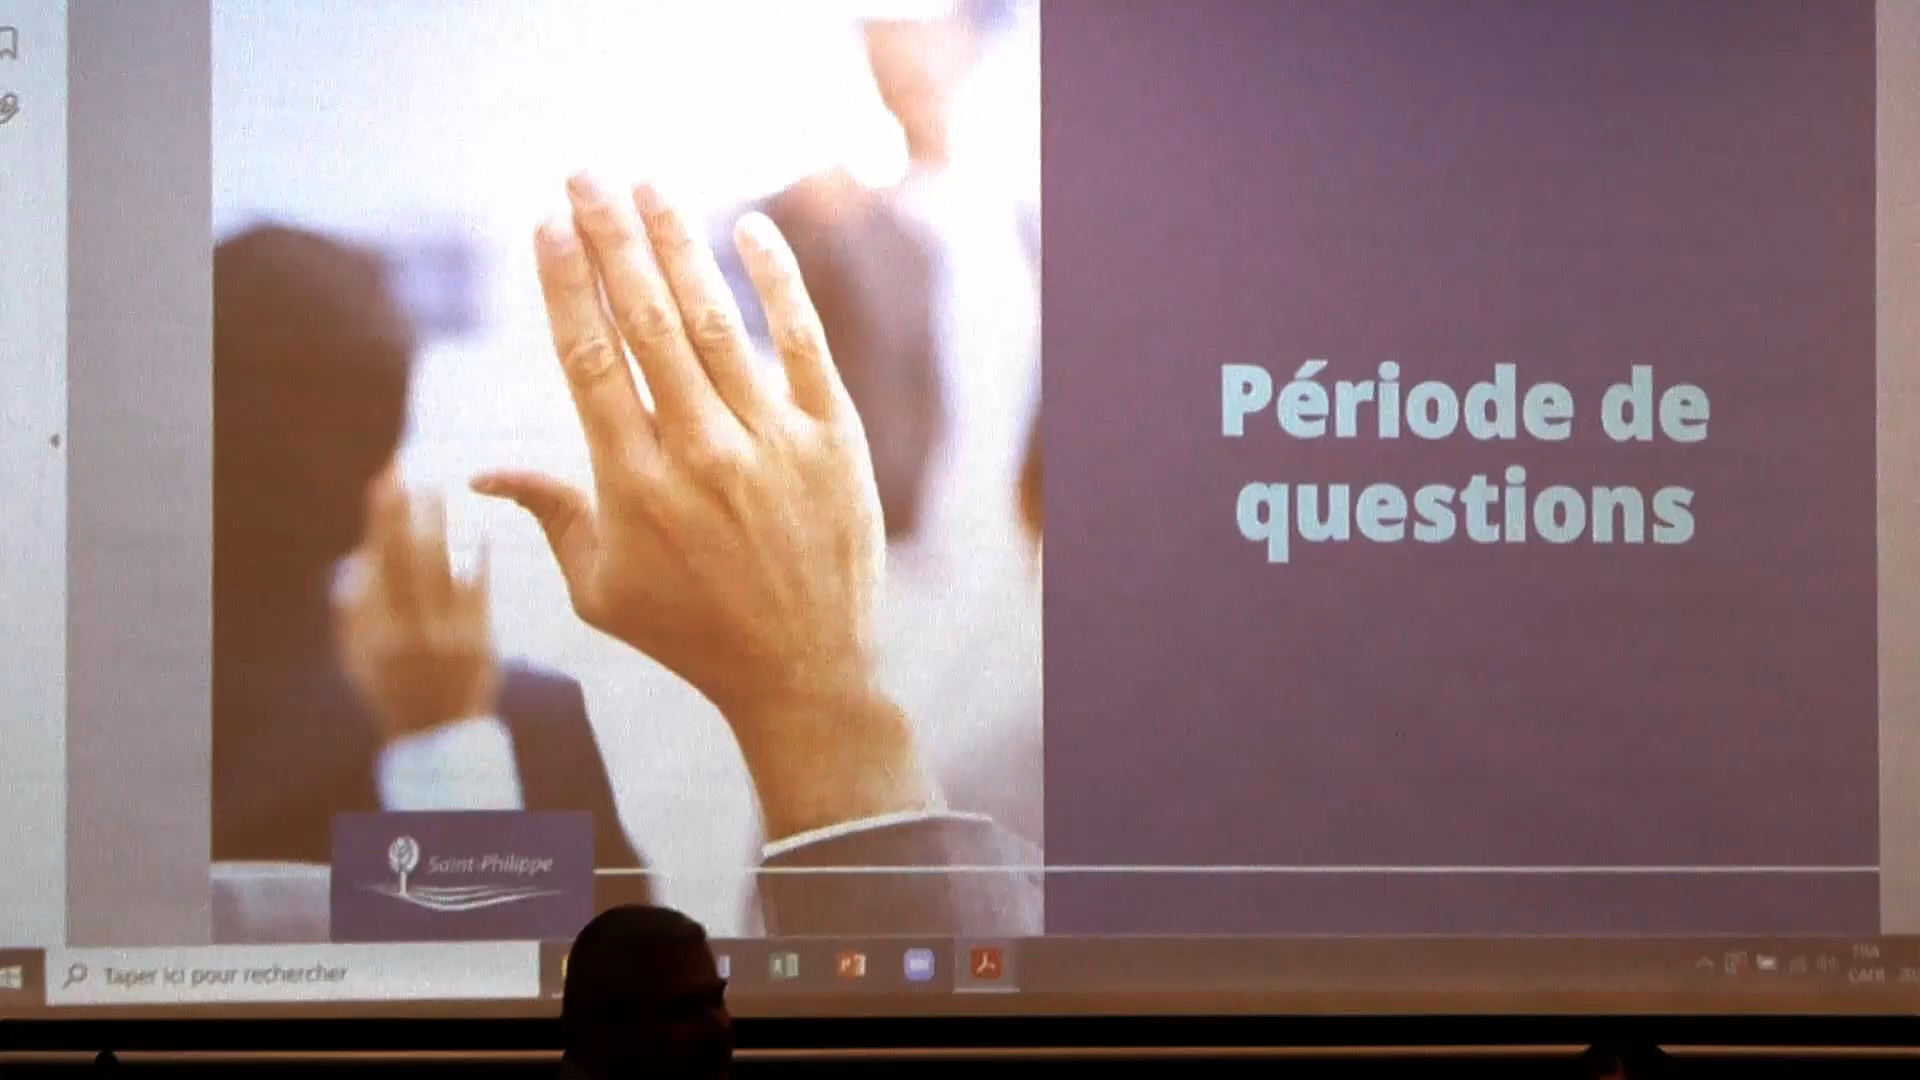 Période de
questions
Saint-Philippe
Taper ici pour rechercher